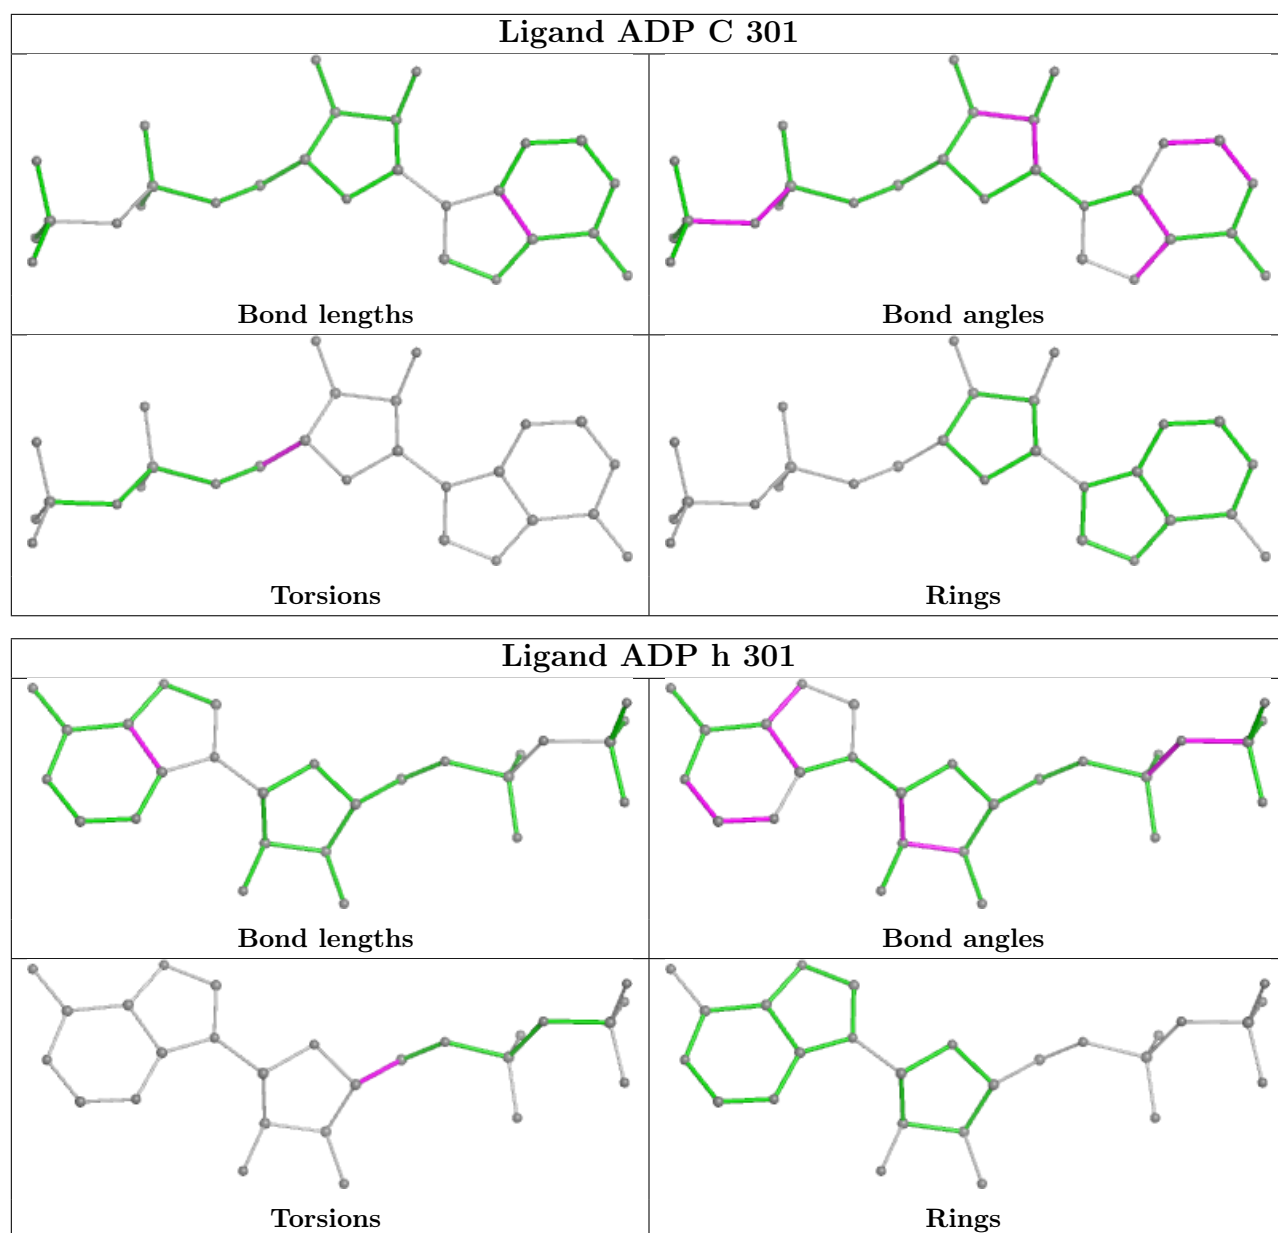 Ligand ADP C 301
Bond lengths
Bond angles
Torsions
Rings
Ligand ADP h 301
Bond lengths
Bond angles
Torsions
Rings